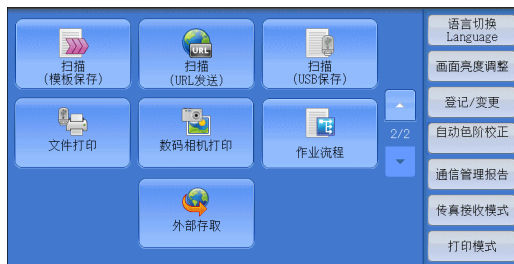 扫描
(模板保存)
URL
扫描
(URL发送)
扫描
(USB保存)
文件打印
数码相机打印
作业流程
外部存取
2/2
语言切换
Language
画面亮度调整
登记/变更
自动色阶校正
通信管理报告
传真接收模式
打印模式